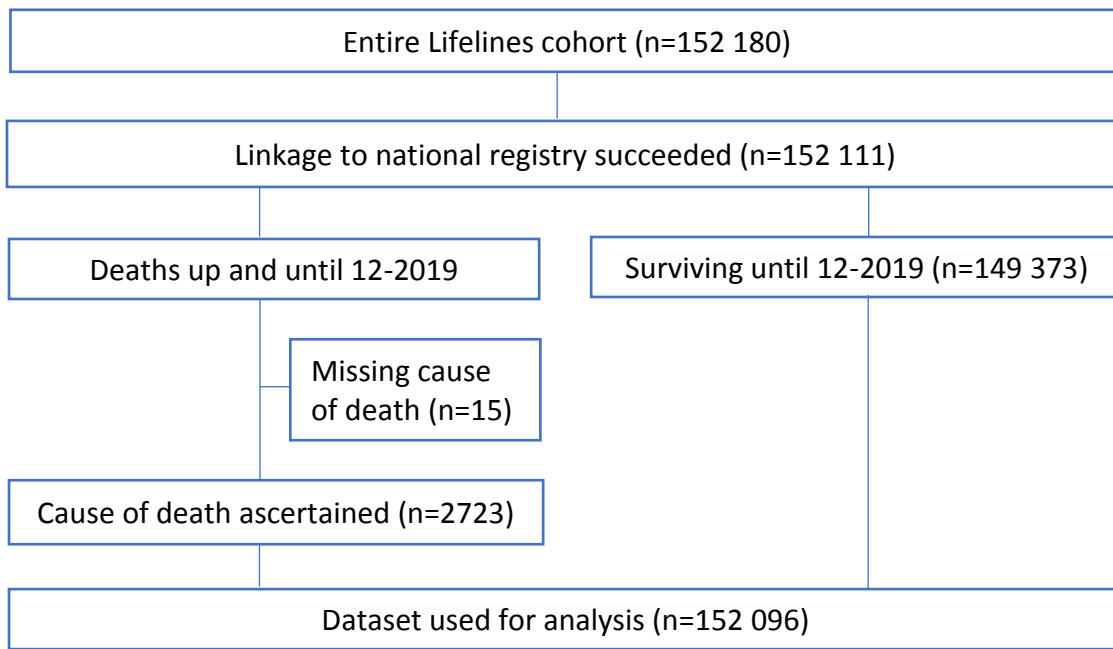 Entire Lifelines cohort (n=152 180)
Linkage to national registry succeeded (n=152 111)
Deaths up and until 12-2019
Surviving until 12-2019 (n=149 373)
Missing cause
of death (n=15)
Cause of death ascertained (n=2723)
Dataset used for analysis (n=152 096)